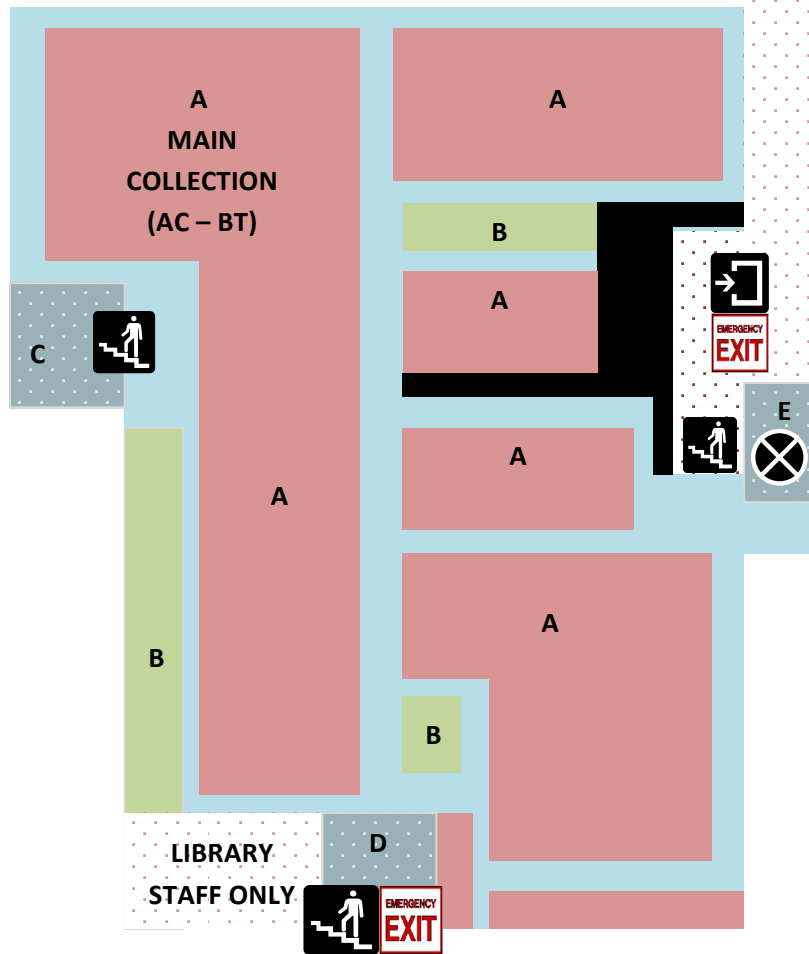 A
MAIN
COLLECTION
(AC – BT)
A
B
A
EMERGENCY
EXIT
C
E
A
A
A
B
B
LIBRARY
STAFF ONLY
D
EMERGENCY
EXIT